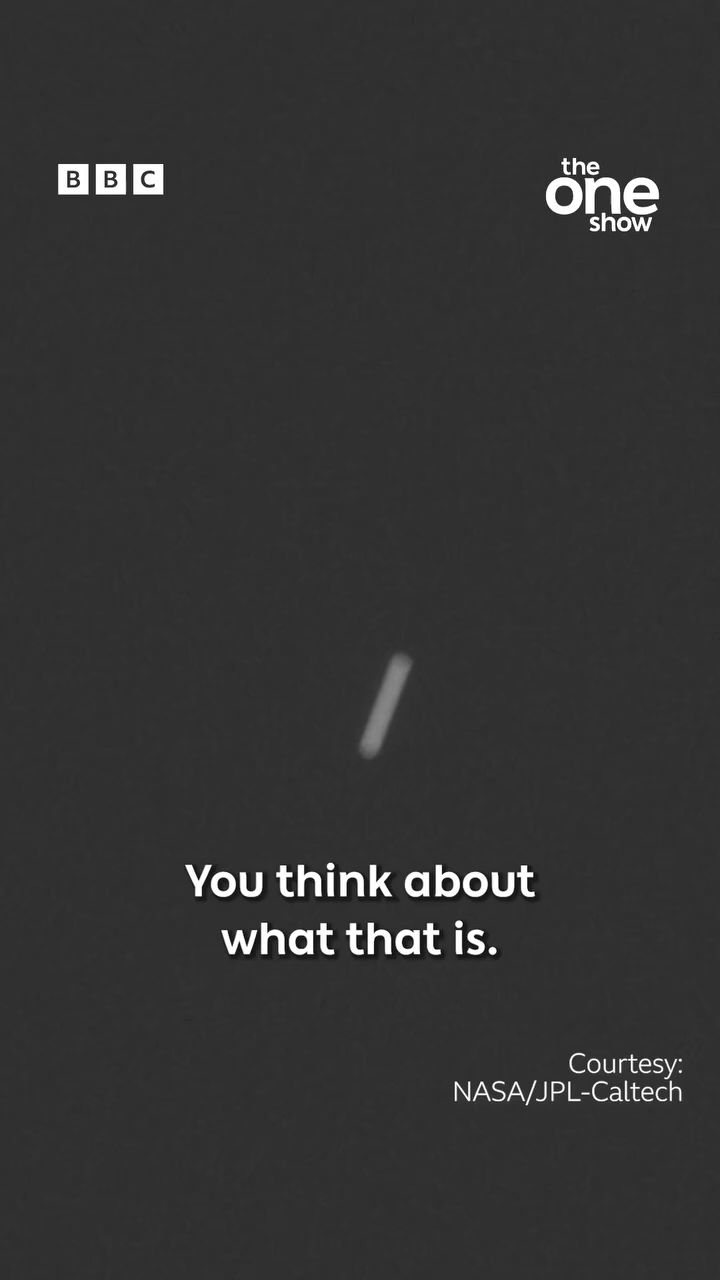 BBC
the
one
show
You think about
what that is.
Courtesy:
NASA/JPL-Caltech